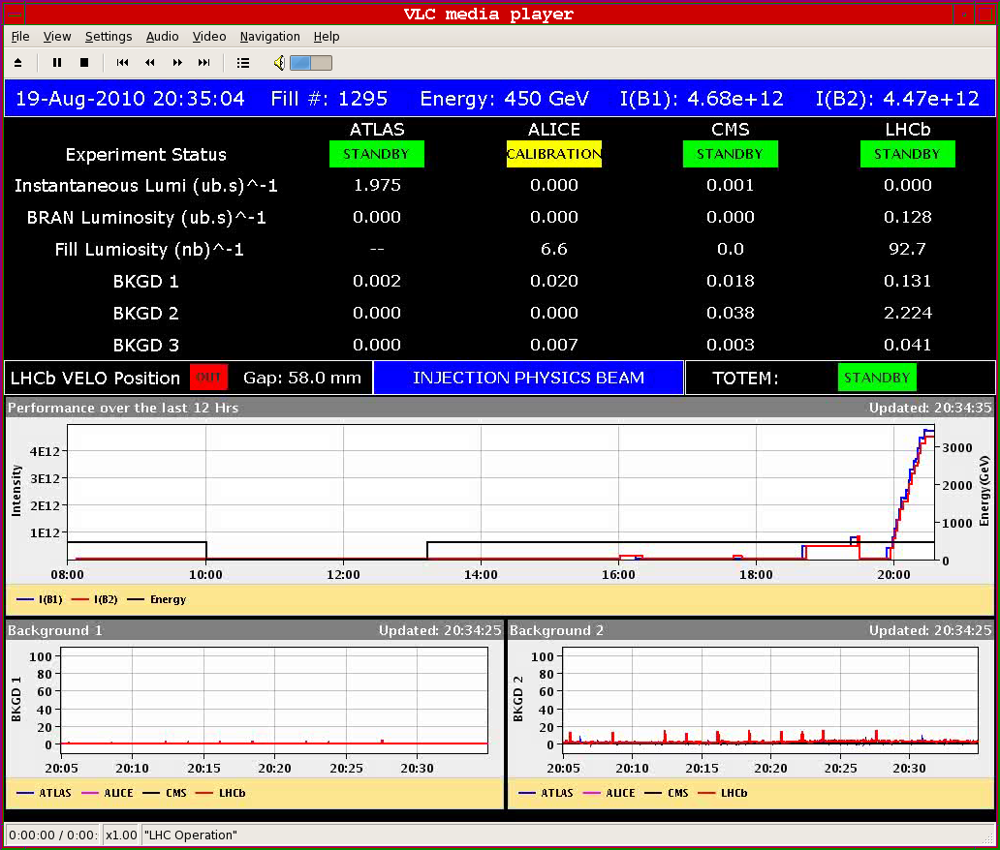 VLC media player
File View Settings Audio Video Navigation Help
19-Aug-2010 20:35:04 Fill #: 1295 Energy: 450 GeV I(B1): 4.68e+12 I(B2): 4.47e+12
ATLAS ALICE CMS LHCb
Experiment Status STANDBY CALIBRATION STANDBY STANDBY
Instantaneous Lumi (ub.s)^-1 1.975 0.000 0.001 0.000
BRAN Luminosity (ub.s)^-1 0.000 0.000 0.000 0.128
Fill Lumiosity (nb)^-1 -- 6.6 0.0 92.7
BKGD 1 0.002 0.020 0.018 0.131
BKGD 2 0.000 0.000 0.038 2.224
BKGD 3 0.000 0.007 0.003 0.041
LHCb VELO Position OUT Gap: 58.0 mm INJECTION PHYSICS BEAM TOTEM: STANDBY
Performance over the last 12 Hrs Updated: 20:34:35
Intensity
4E12
3E12
2E12
1E12
3000
2000
1000
0
Energy(GeV)
08:00 10:00 12:00 14:00 16:00 18:00 20:00
I(B1) I(B2) Energy
Background 1 Updated: 20:34:25
BKGD 1
100
80
60
40
20
0
20:05 20:10 20:15 20:20 20:25 20:30
ATLAS ALICE CMS LHCb
Background 2 Updated: 20:34:25
BKGD 2
100
80
60
40
20
0
20:05 20:10 20:15 20:20 20:25 20:30
ATLAS ALICE CMS LHCb
0:00:00 / 0:00: x1.00 "LHC Operation"